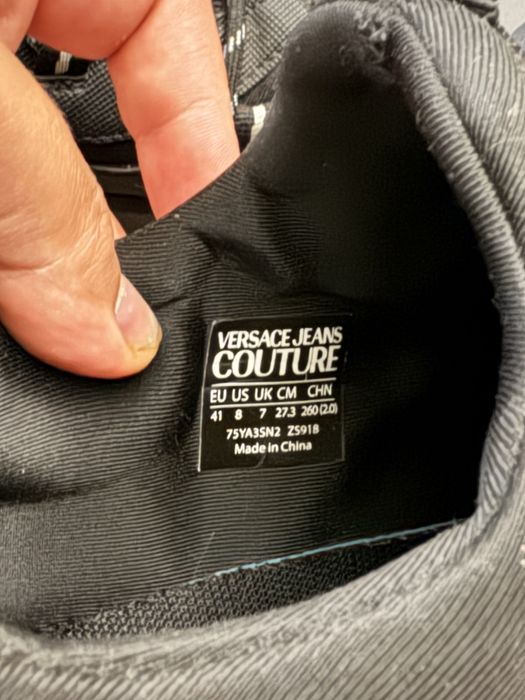 VERSACE JEANS
COUTURE
EU US UK CM CHN
41 8 7 27.3 260(2.0)
75YA3SN2 ZS918
Made in China